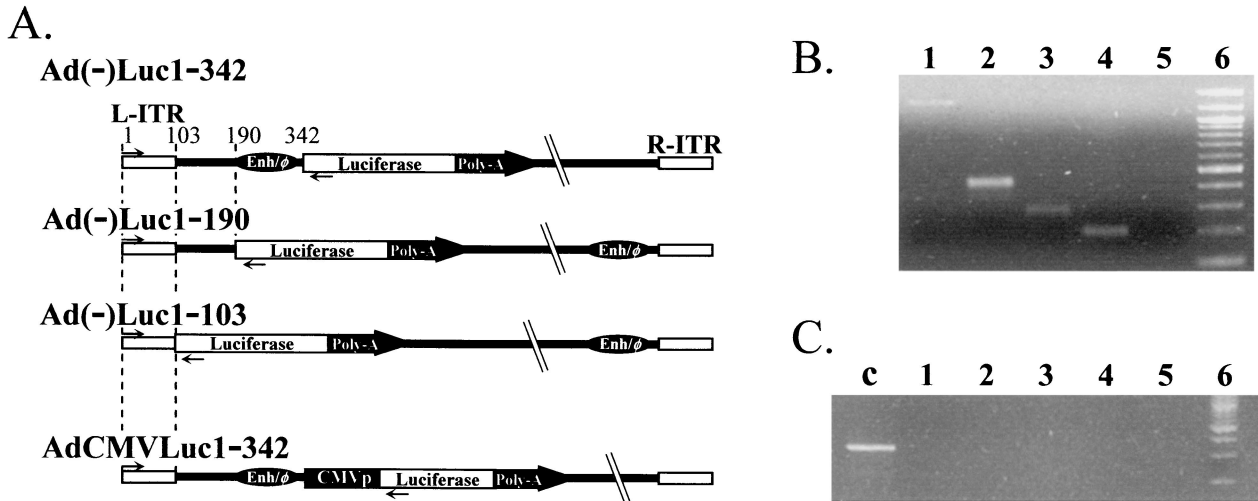 A.
Ad(-)Luc1-342
L-ITR
1 103 190 342
R-ITR
Enh/ϕ Luciferase Poly-A
Ad(-)Luc1-190
Luciferase Poly-A Enh/ϕ
Ad(-)Luc1-103
Luciferase Poly-A Enh/ϕ
AdCMVLuc1-342
Enh/ϕ CMVp Luciferase Poly-A
B.
1 2 3 4 5 6
C.
c 1 2 3 4 5 6